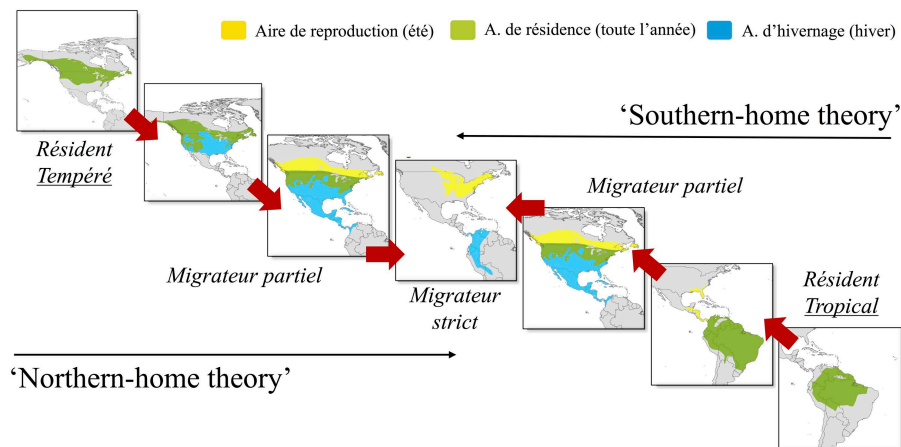 Aire de reproduction (été)
A. de résidence (toute l'année)
A. d'hivernage (hiver)
'Southern-home theory'
Résident
Tempéré
Migrateur partiel
Migrateur partiel
Migrateur
strict
Résident
Tropical
'Northern-home theory'